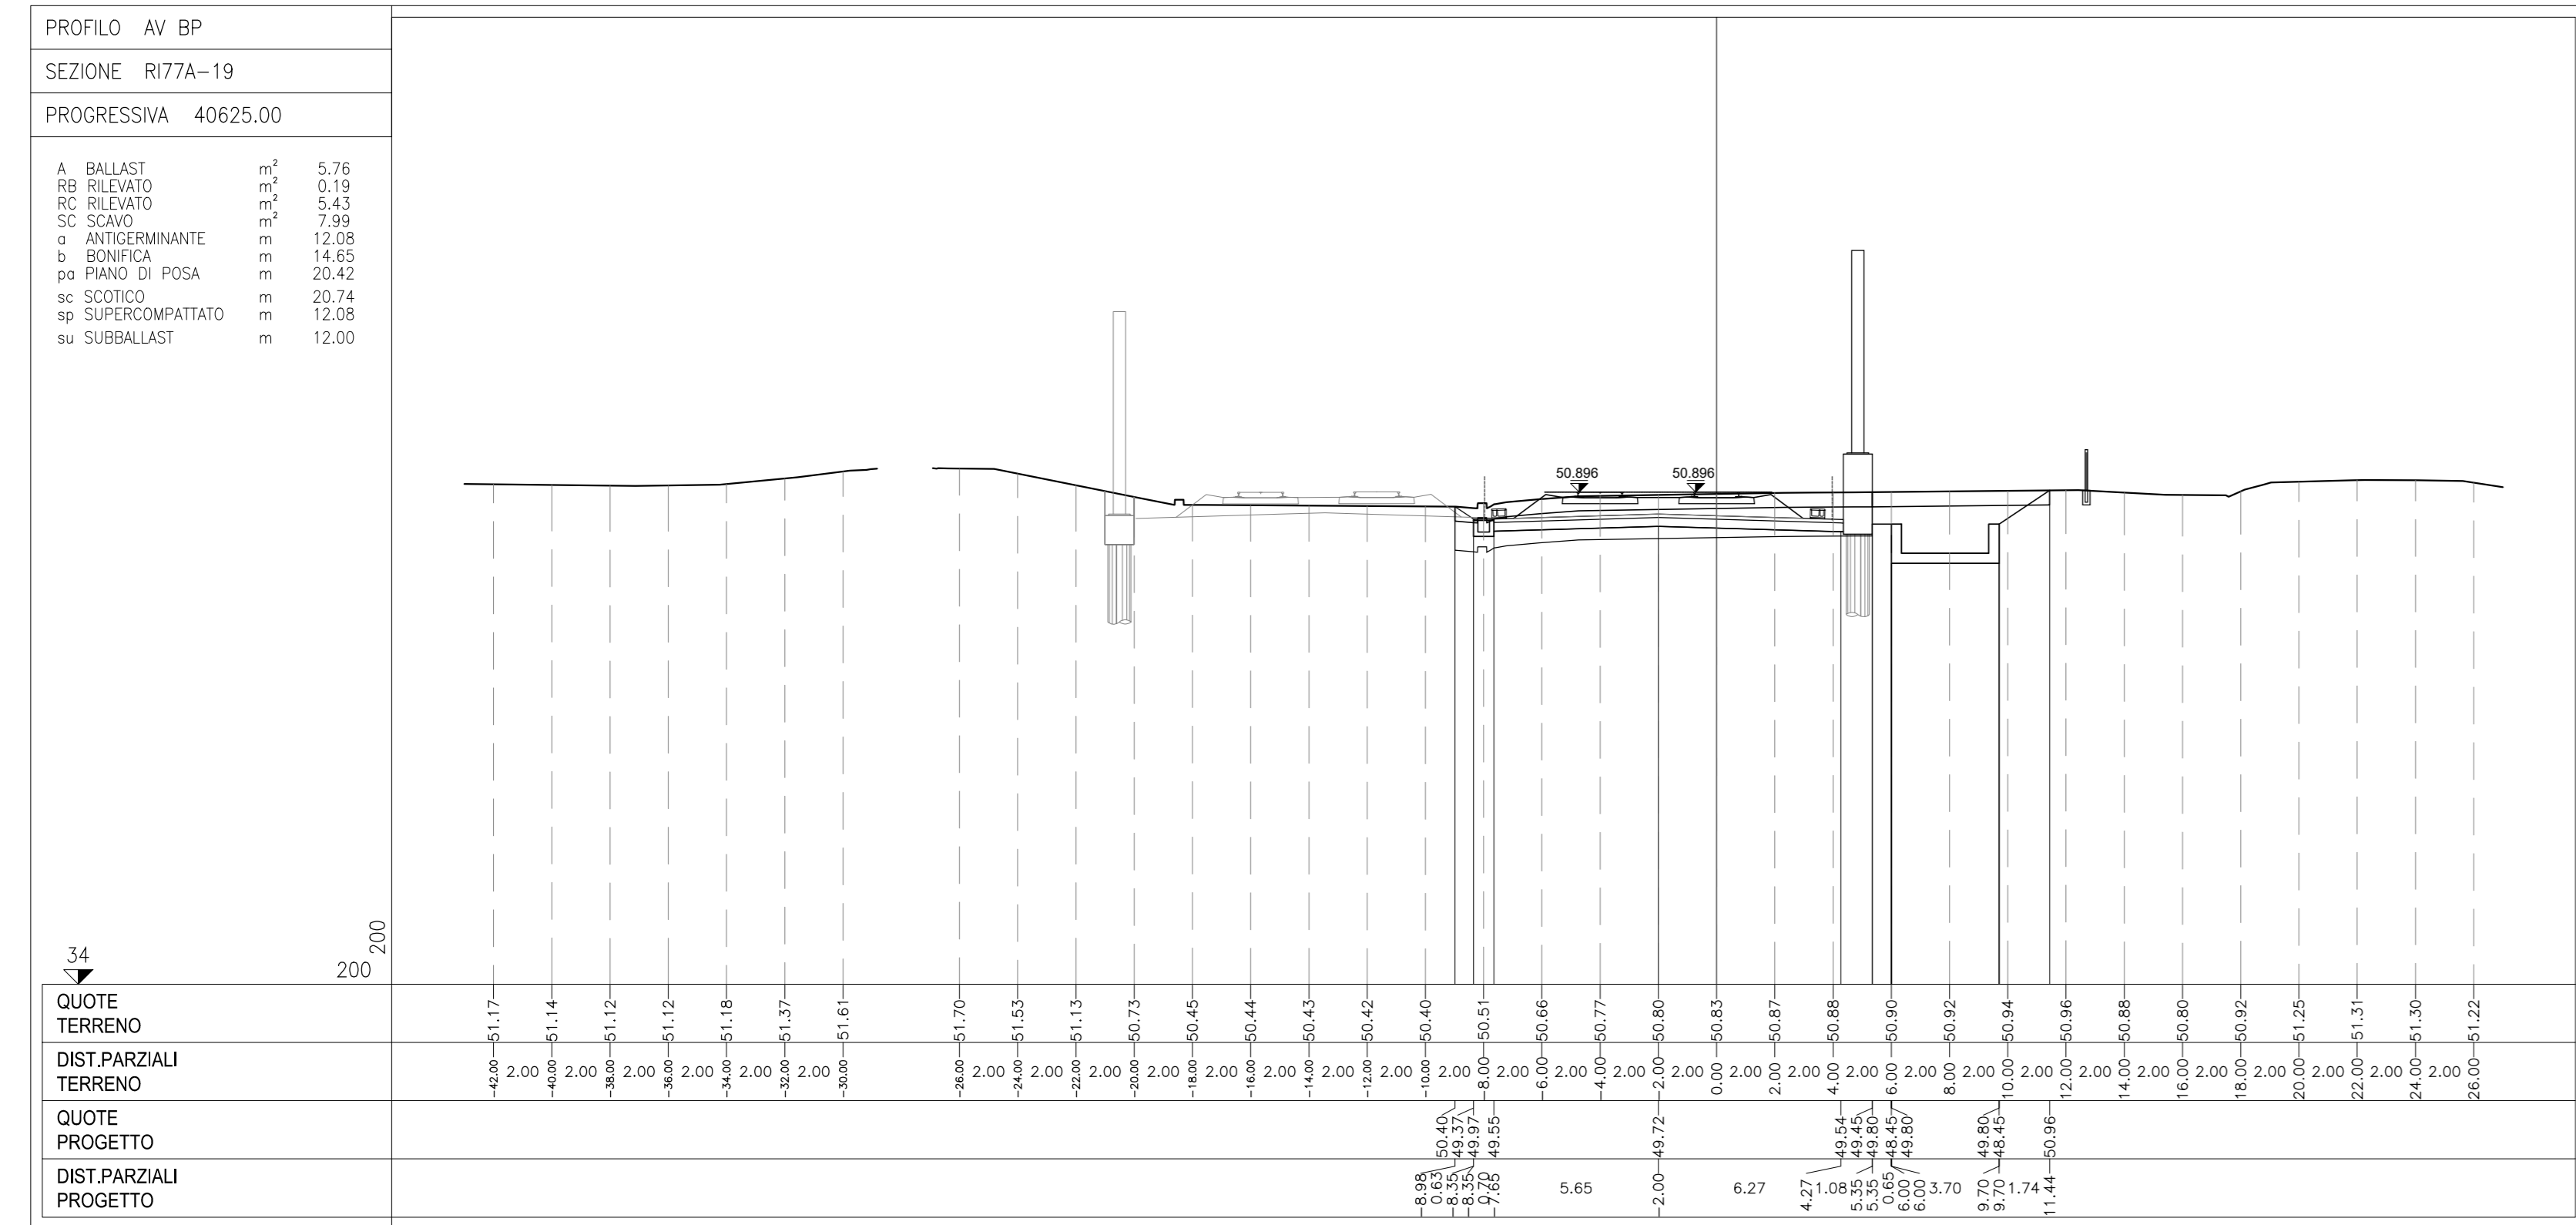 PROFILO AV BP
SEZIONE RI77A-19
PROGRESSIVA 40625.00
A BALLAST m² 5.76
RB RILEVATO m² 0.19
RC RILEVATO m² 5.43
SC SCAVO m² 7.99
a ANTIGERMINANTE m 12.08
b BONIFICA m 14.65
pa PIANO DI POSA m 20.42
sc SCOTICO m 20.74
sp SUPERCOMPATTATO m 12.08
su SUBBALLAST m 12.00
50.896 50.896
34
200
200
QUOTE
TERRENO
51.17 51.14 51.12 51.12 51.18 51.37 51.61 51.70 51.53 51.13 50.73 50.45 50.44 50.43 50.42 50.40 50.51 50.66 50.77 50.80 50.83 50.87 50.88 50.90 50.92 50.94 50.96 50.88 50.80 50.92 51.25 51.31 51.30 51.22
DIST.PARZIALI
TERRENO
-42.00 2.00 -40.00 2.00 -38.00 2.00 -36.00 2.00 -34.00 2.00 -32.00 2.00 -30.00 -26.00 2.00 -24.00 2.00 -22.00 2.00 -20.00 2.00 -18.00 2.00 -16.00 2.00 -14.00 2.00 -12.00 2.00 -10.00 2.00 -8.00 2.00 -6.00 2.00 -4.00 2.00 -2.00 2.00 0.00 2.00 2.00 2.00 4.00 2.00 6.00 2.00 8.00 2.00 10.00 2.00 12.00 2.00 14.00 2.00 16.00 2.00 18.00 2.00 20.00 2.00 22.00 2.00 24.00 2.00 26.00
QUOTE
PROGETTO
50.40 49.37 49.97 49.55 49.72 49.54 49.45 49.80 48.45 49.80 49.80 48.45 50.96
DIST.PARZIALI
PROGETTO
-8.98 0.63 -8.35 -8.35 0.70 -7.65 5.65 -2.00 6.27 4.27 1.08 5.35 5.35 0.65 6.00 6.00 3.70 9.70 9.70 1.74 11.44